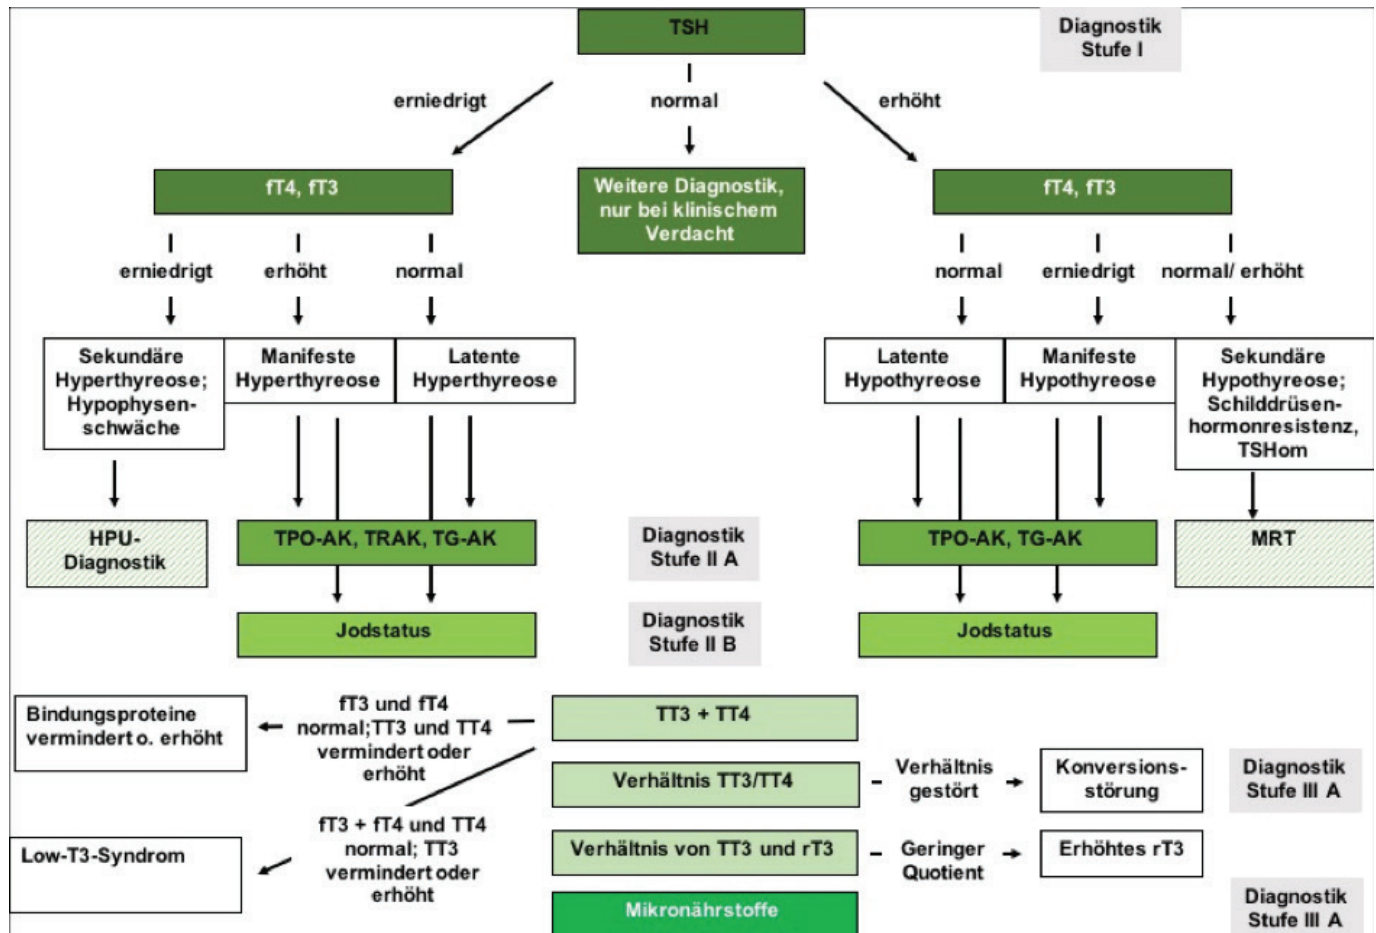 TSH
Diagnostik
Stufe I
erniedrigt
normal
erhöht
fT4, fT3
Weitere Diagnostik,
nur bei klinischem
Verdacht
fT4, fT3
erniedrigt
erhöht
normal
normal
erniedrigt
normal/ erhöht
Sekundäre
Hyperthyreose;
Hypophysen-
schwäche
Manifeste
Hyperthyreose
Latente
Hyperthyreose
Latente
Hypothyreose
Manifeste
Hypothyreose
Sekundäre
Hypothyreose;
Schilddrüsen-
hormonresistenz,
TSHom
HPU-
Diagnostik
TPO-AK, TRAK, TG-AK
Diagnostik
Stufe II A
TPO-AK, TG-AK
MRT
Jodstatus
Diagnostik
Stufe II B
Jodstatus
Bindungsproteine
vermindert o. erhöht
fT3 und fT4
normal;TT3 und TT4
vermindert oder
erhöht
TT3 + TT4
Verhältnis TT3/TT4
Verhältnis
gestört
Konversions-
störung
Diagnostik
Stufe III A
Low-T3-Syndrom
fT3 + fT4 und TT4
normal; TT3
vermindert oder
erhöht
Verhältnis von TT3 und rT3
Geringer
Quotient
Erhöhtes rT3
Mikronährstoffe
Diagnostik
Stufe III A